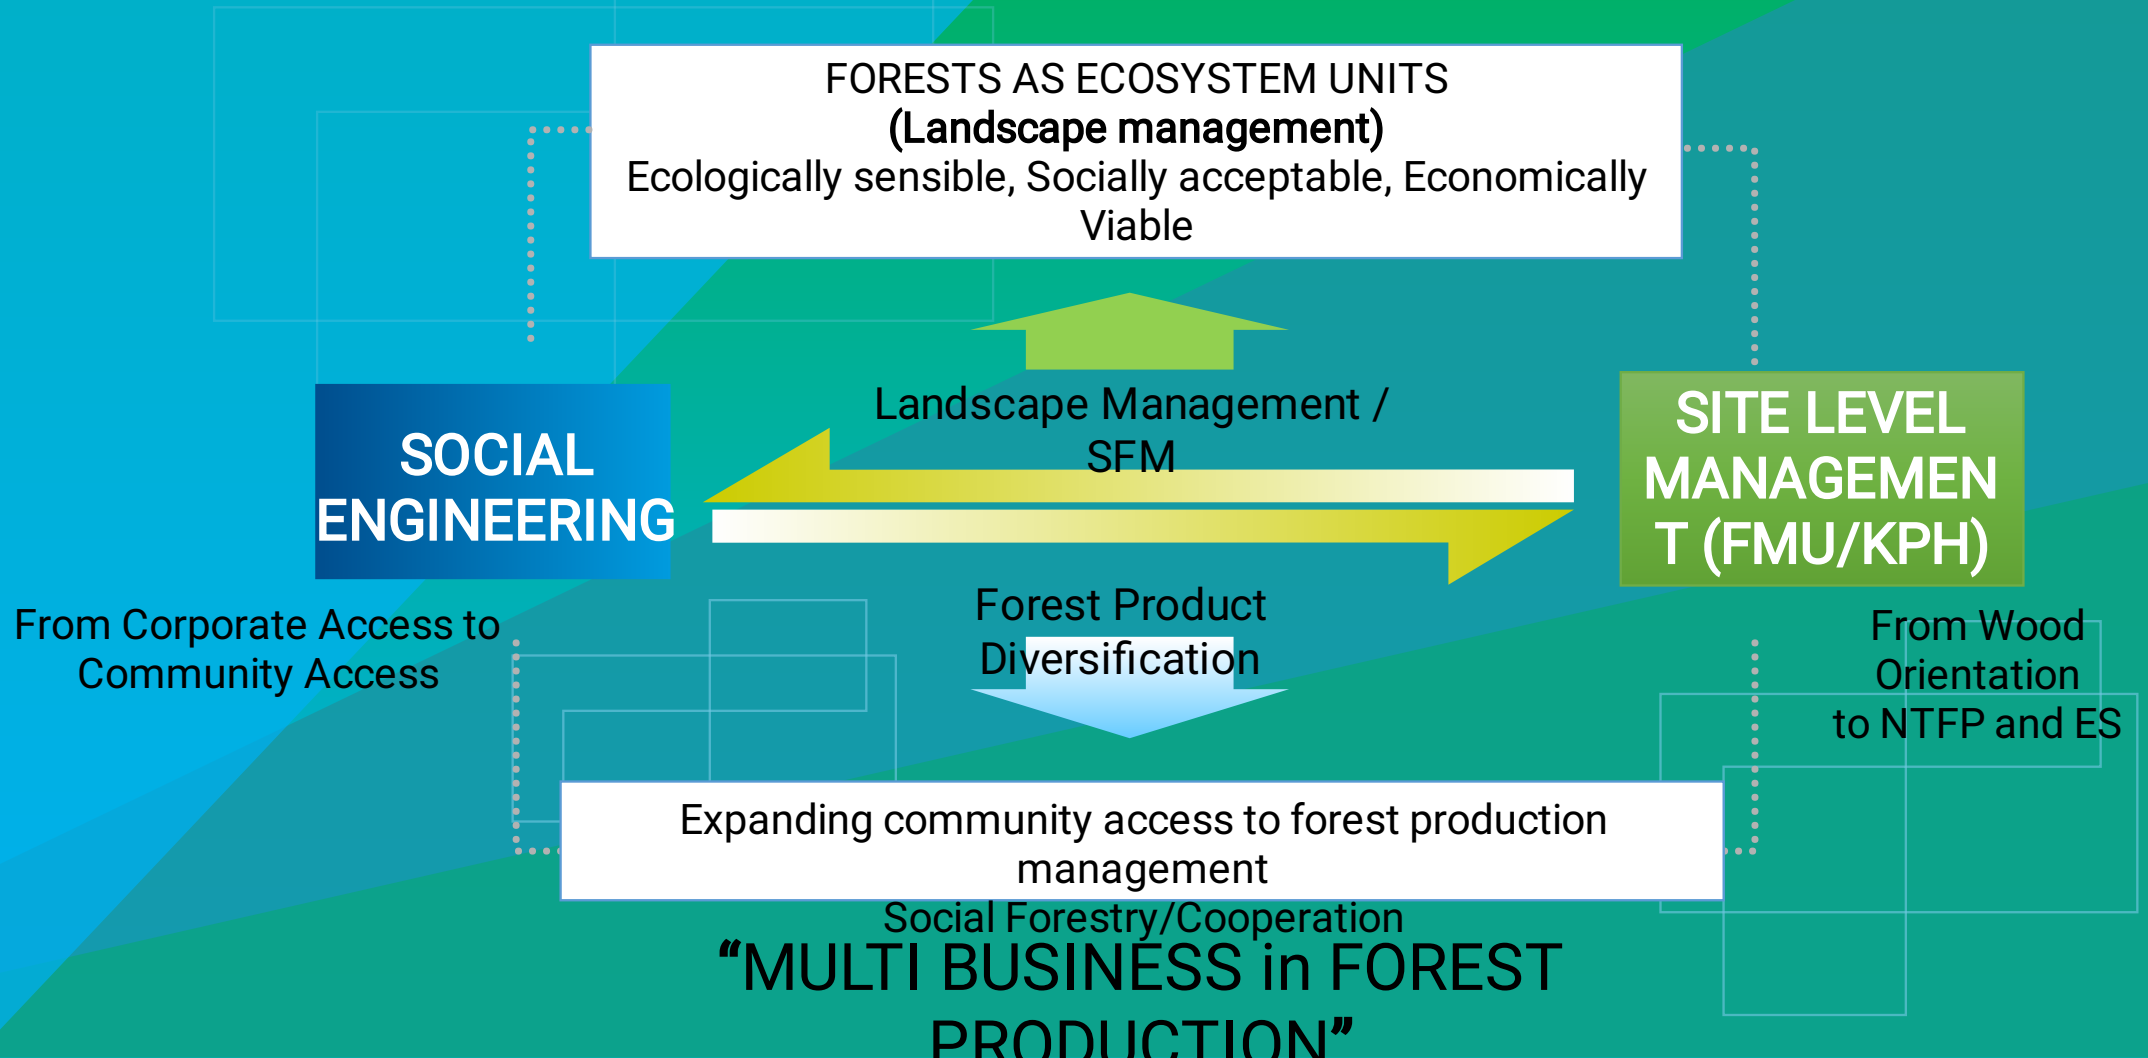 FORESTS AS ECOSYSTEM UNITS
(Landscape management)
Ecologically sensible, Socially acceptable, Economically
Viable
Landscape Management /
SFM
SOCIAL
ENGINEERING
SITE LEVEL
MANAGEMEN
T (FMU/KPH)
Forest Product
Diversification
From Corporate Access to
Community Access
From Wood
Orientation
to NTFP and ES
Expanding community access to forest production
management
Social Forestry/Cooperation
“MULTI BUSINESS in FOREST
PRODUCTION”